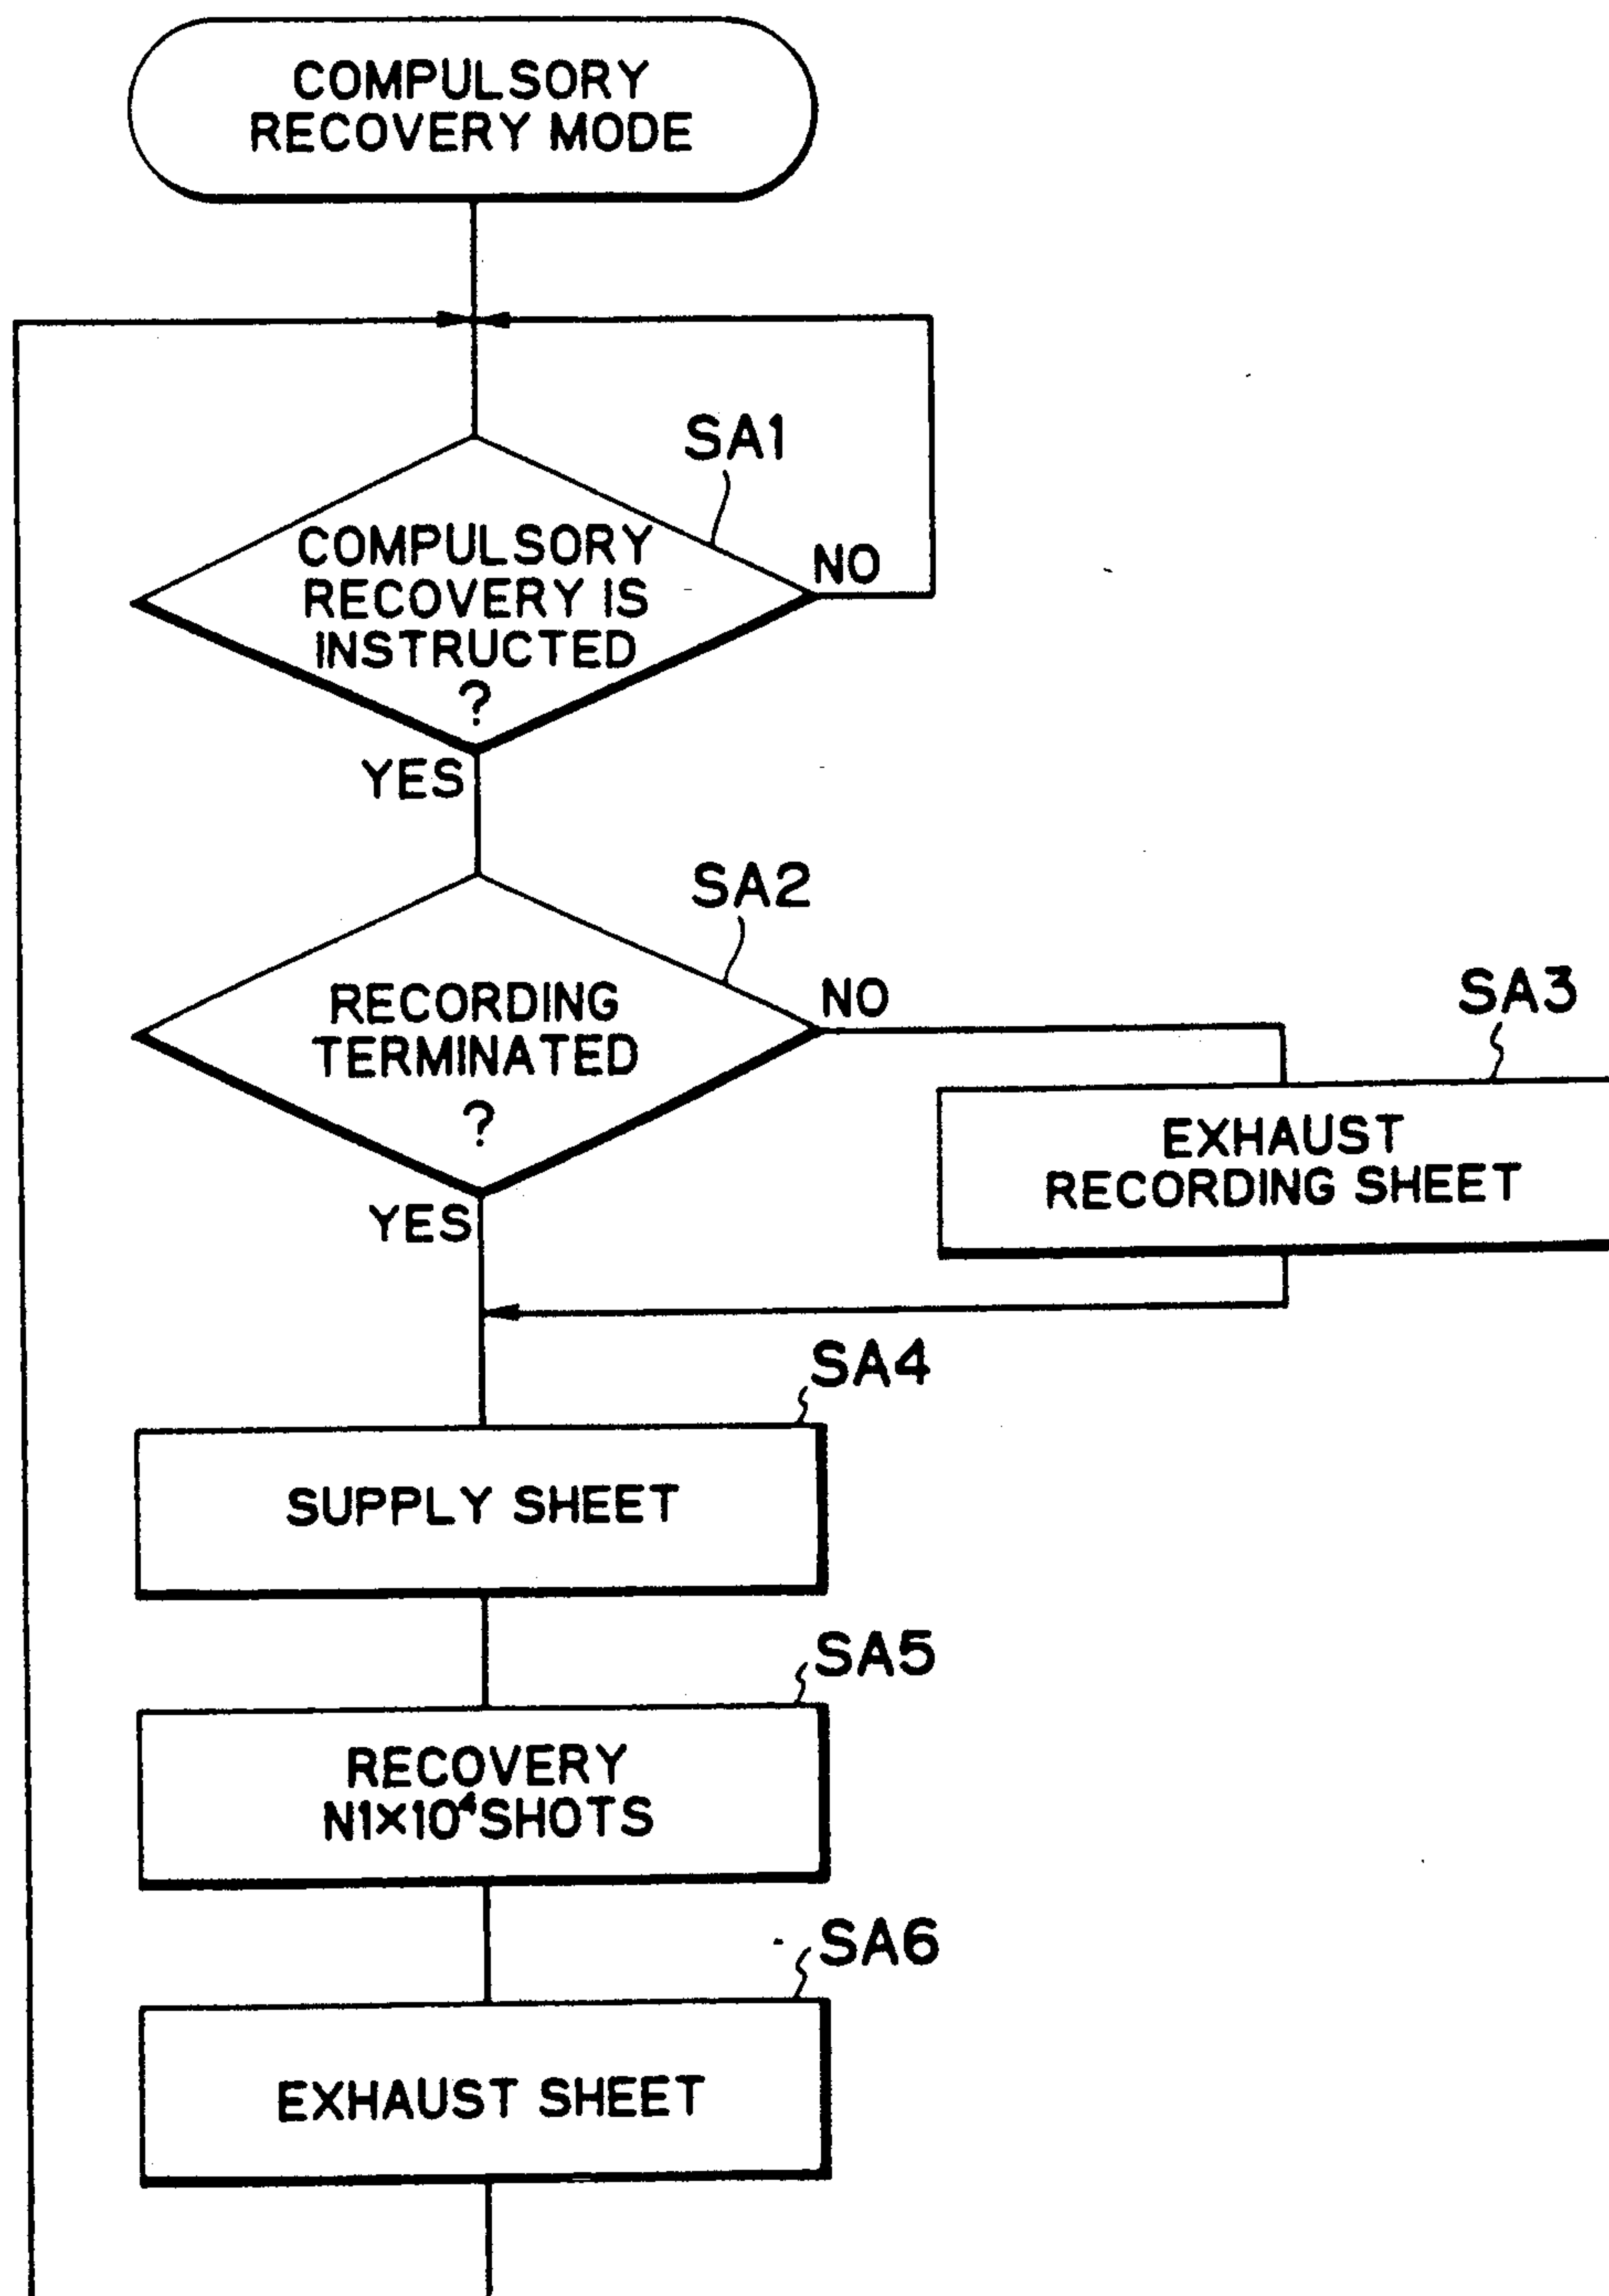 COMPULSORY
RECOVERY MODE
SA1
COMPULSORY
RECOVERY IS
INSTRUCTED
?
NO
YES
SA2
RECORDING
TERMINATED
?
NO
YES
SA3
EXHAUST
RECORDING SHEET
SA4
SUPPLY SHEET
SA5
RECOVERY
N1×10⁴SHOTS
SA6
EXHAUST SHEET